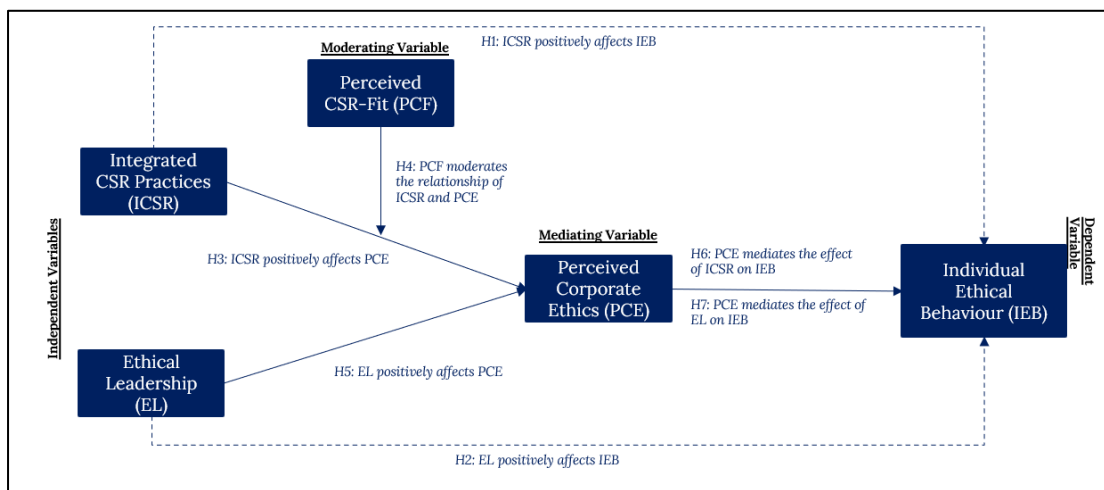 H1: ICSR positively affects IEB
Moderating Variable
Perceived
CSR-Fit (PCF)
Integrated
CSR Practices
(ICSR)
H4: PCF moderates
the relationship of
ICSR and PCE
Independent Variables
H3: ICSR positively affects PCE
Mediating Variable
Perceived
Corporate
Ethics (PCE)
H6: PCE mediates the effect
of ICSR on IEB
H7: PCE mediates the effect of
EL on IEB
Dependent
Variable
Individual
Ethical
Behaviour (IEB)
Ethical
Leadership
(EL)
H5: EL positively affects PCE
H2: EL positively affects IEB